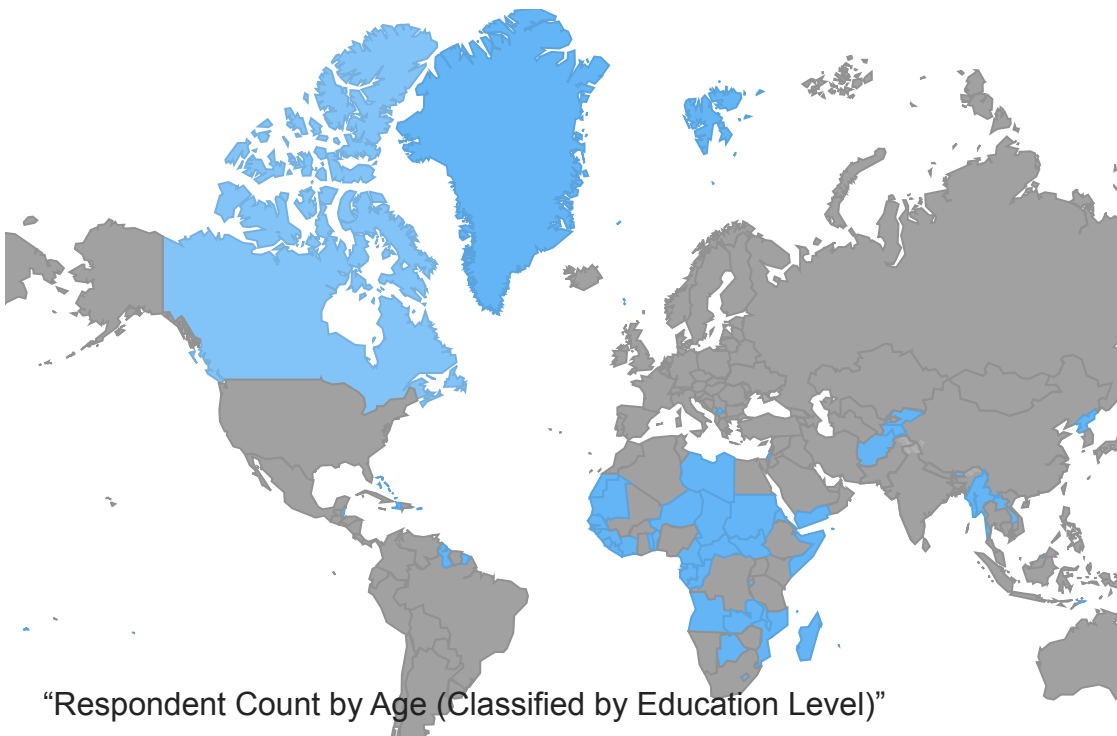 “Respondent Count by Age (Classified by Education Level)”